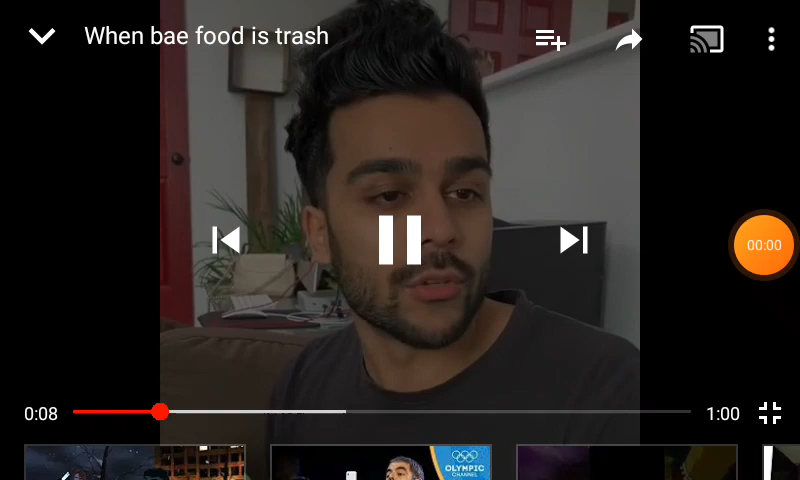 When bae food is trash
00:00
0:08
1:00
OLYMPIC
CHANNEL